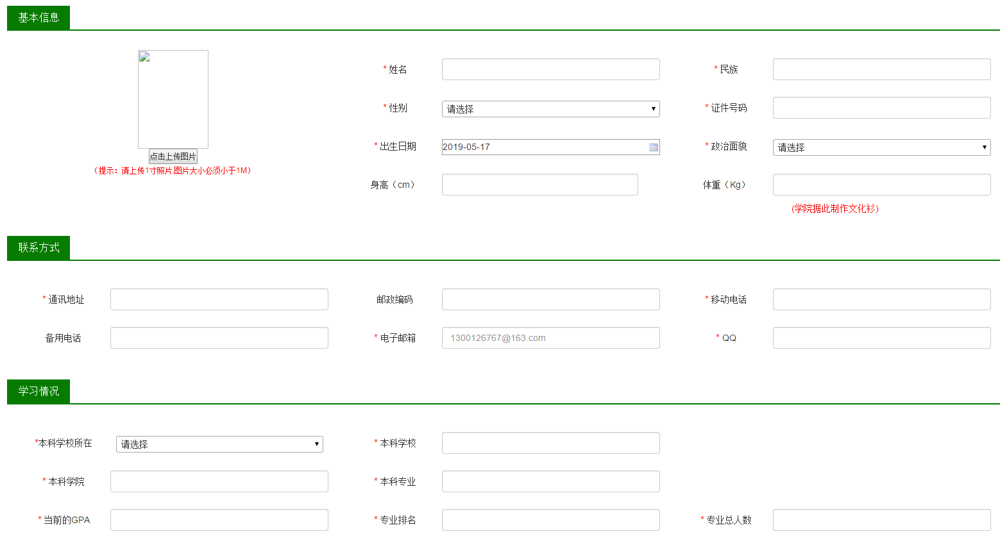 基本信息
* 姓名
* 民族
* 性别
请选择
* 证件号码
点击上传图片
* 出生日期
2019-05-17
* 政治面貌
请选择
（提示：请上传1寸照片,图片大小必须小于1M）
身高（cm）
体重（Kg）
(学院据此制作文化衫)
联系方式
* 通讯地址
邮政编码
* 移动电话
备用电话
* 电子邮箱
1300126767@163.com
* QQ
学习情况
*本科学校所在
请选择
* 本科学校
* 本科学院
* 本科专业
* 当前的GPA
* 专业排名
* 专业总人数